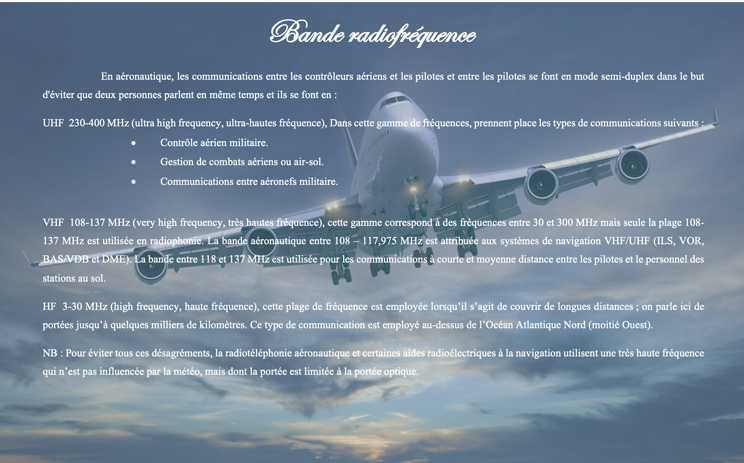 Bande radiofréquence
En aéronautique, les communications entre les contrôleurs aériens et les pilotes et entre les pilotes se font en mode semi-duplex dans le but
d'éviter que deux personnes parlent en même temps et ils se font en :
UHF 230-400 MHz (ultra high frequency, ultra-hautes fréquence), Dans cette gamme de fréquences, prennent place les types de communications suivants :
• Contrôle aérien militaire.
• Gestion de combats aériens ou air-sol.
• Communications entre aéronefs militaire.
VHF 108-137 MHz (very high frequency, très hautes fréquence), cette gamme correspond à des fréquences entre 30 et 300 MHz mais seule la plage 108-
137 MHz est utilisée en radiophonie. La bande aéronautique entre 108 – 117,975 MHz est attribuée aux systèmes de navigation VHF/UHF (ILS, VOR,
BAS/VDB et DME). La bande entre 118 et 137 MHz est utilisée pour les communications à courte et moyenne distance entre les pilotes et le personnel des
stations au sol.
HF 3-30 MHz (high frequency, haute fréquence), cette plage de fréquence est employée lorsqu’il s’agit de couvrir de longues distances ; on parle ici de
portées jusqu’à quelques milliers de kilomètres. Ce type de communication est employé au-dessus de l’Océan Atlantique Nord (moitié Ouest).
NB : Pour éviter tous ces désagréments, la radiotéléphonie aéronautique et certaines aides radioélectriques à la navigation utilisent une très haute fréquence
qui n’est pas influencée par la météo, mais dont la portée est limitée à la portée optique.